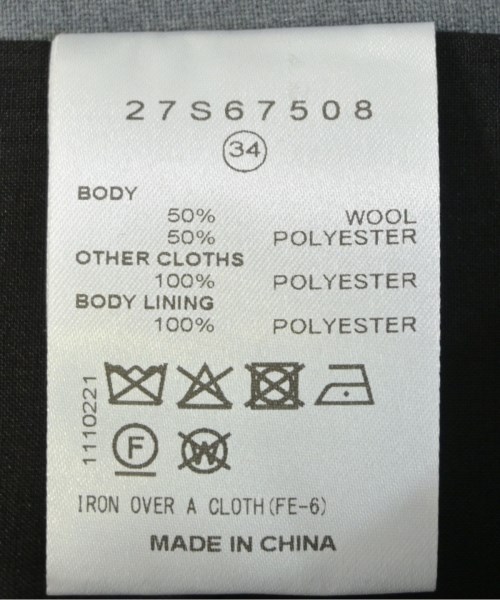 27S67508
34
BODY
50% WOOL
50% POLYESTER
OTHER CLOTHS
100% POLYESTER
BODY LINING
100% POLYESTER
1110221
F W
IRON OVER A CLOTH(FE-6)
MADE IN CHINA